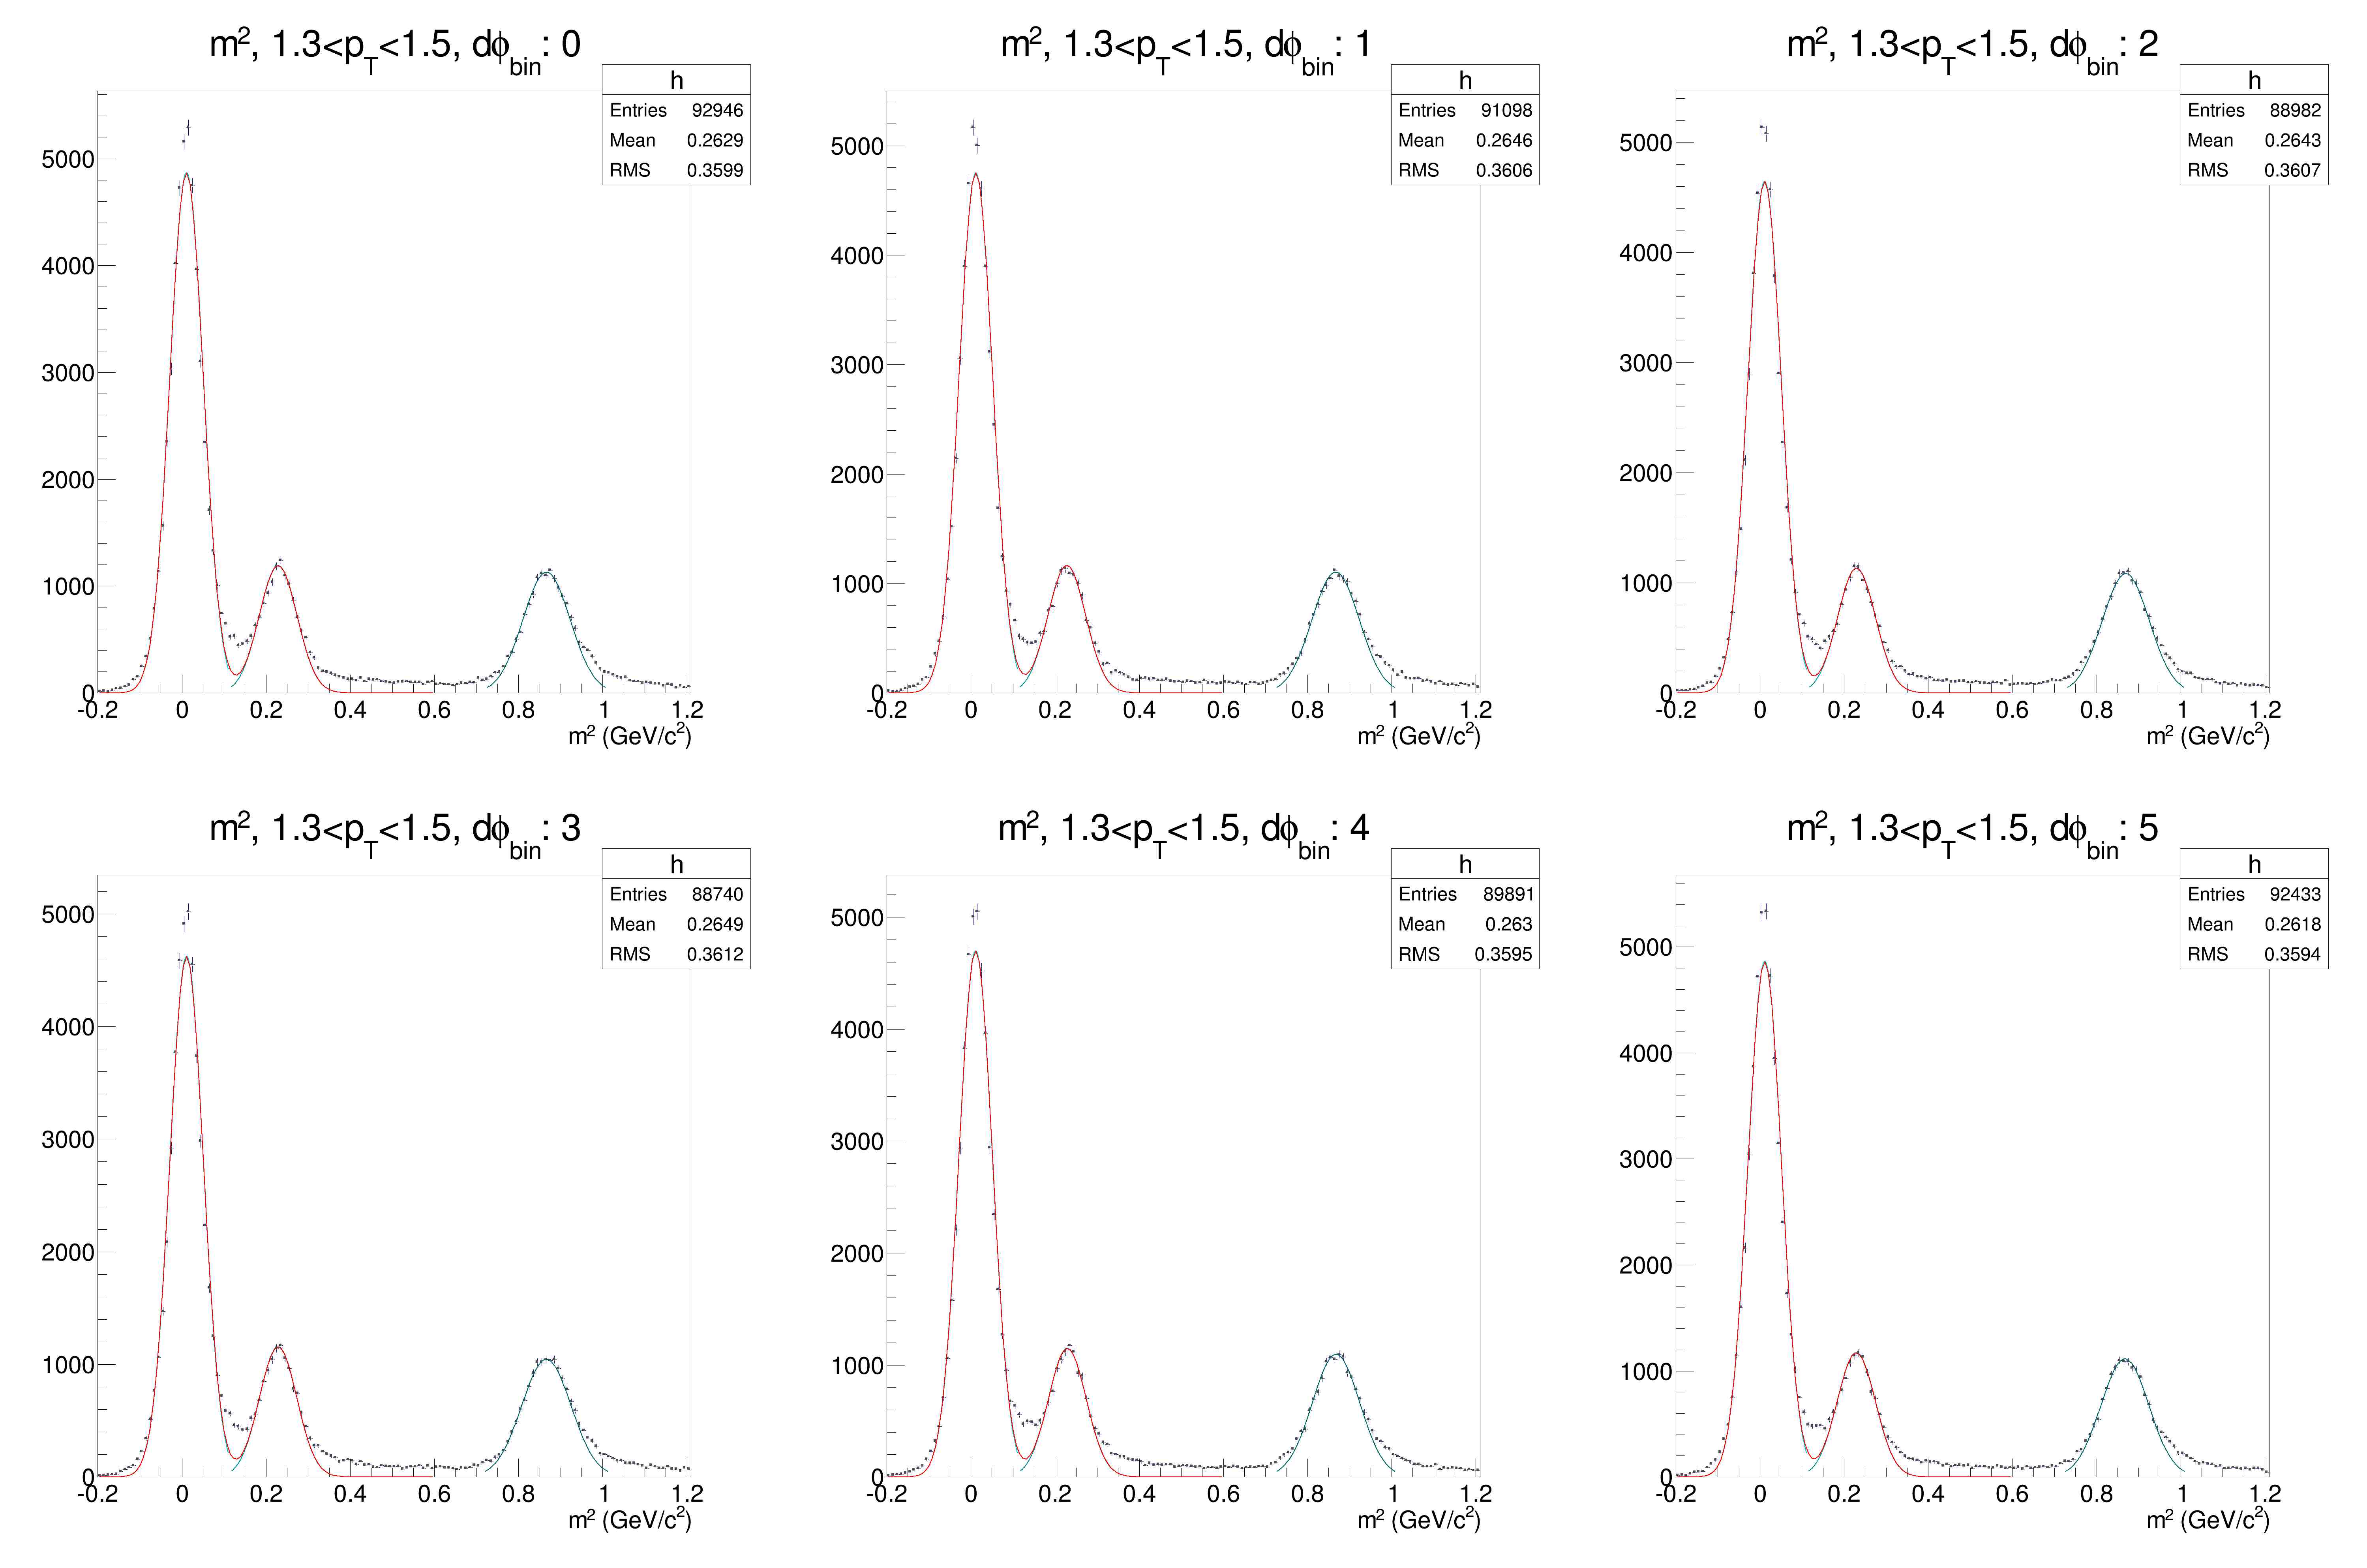 m², 1.3<p_T<1.5, dϕ_bin: 0
h
Entries 92946
Mean 0.2629
RMS 0.3599
5000
4000
3000
2000
1000
0
-0.2 0 0.2 0.4 0.6 0.8 1 1.2
m² (GeV/c²)
m², 1.3<p_T<1.5, dϕ_bin: 1
h
Entries 91098
Mean 0.2646
RMS 0.3606
5000
4000
3000
2000
1000
0
-0.2 0 0.2 0.4 0.6 0.8 1 1.2
m² (GeV/c²)
m², 1.3<p_T<1.5, dϕ_bin: 2
h
Entries 88982
Mean 0.2643
RMS 0.3607
5000
4000
3000
2000
1000
0
-0.2 0 0.2 0.4 0.6 0.8 1 1.2
m² (GeV/c²)
m², 1.3<p_T<1.5, dϕ_bin: 3
h
Entries 88740
Mean 0.2649
RMS 0.3612
5000
4000
3000
2000
1000
0
-0.2 0 0.2 0.4 0.6 0.8 1 1.2
m² (GeV/c²)
m², 1.3<p_T<1.5, dϕ_bin: 4
h
Entries 89891
Mean 0.263
RMS 0.3595
5000
4000
3000
2000
1000
0
-0.2 0 0.2 0.4 0.6 0.8 1 1.2
m² (GeV/c²)
m², 1.3<p_T<1.5, dϕ_bin: 5
h
Entries 92433
Mean 0.2618
RMS 0.3594
5000
4000
3000
2000
1000
0
-0.2 0 0.2 0.4 0.6 0.8 1 1.2
m² (GeV/c²)